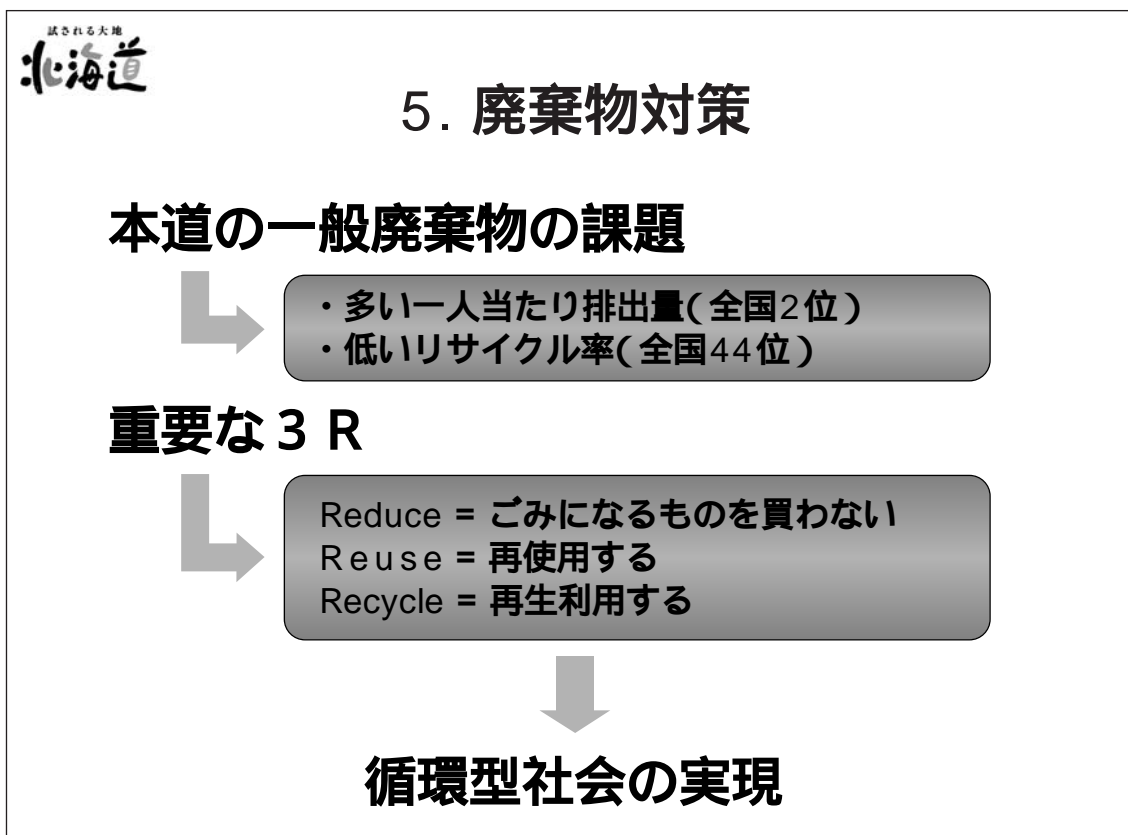 試される大地
北海道
5. 廃棄物対策
本道の一般廃棄物の課題
・多い一人当たり排出量(全国2位)
・低いリサイクル率(全国44位)
重要な3R
Reduce = ごみになるものを買わない
Reuse = 再使用する
Recycle = 再生利用する
循環型社会の実現